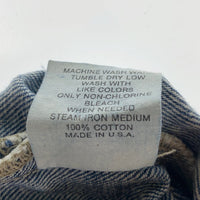 MACHINE WASH WARM
TUMBLE DRY LOW
WASH WITH
LIKE COLORS
ONLY NON-CHLORINE
BLEACH
WHEN NEEDED
STEAM IRON MEDIUM
100% COTTON
MADE IN U.S.A.